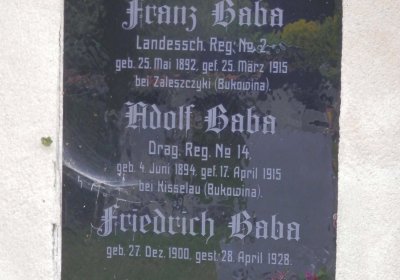 Franz Baba
Landessch. Reg. No 2.
geb. 25. Mai 1892, gef. 25. März 1915
bei Zaleszczyki (Bukowina).
Adolf Baba
Drag. Reg. No 14,
geb. 4. Juni 1894, gef. 17. April 1915
bei Kisselau (Bukowina).
Friedrich Baba
geb. 27. Dez. 1900, gest. 28. April 1928.